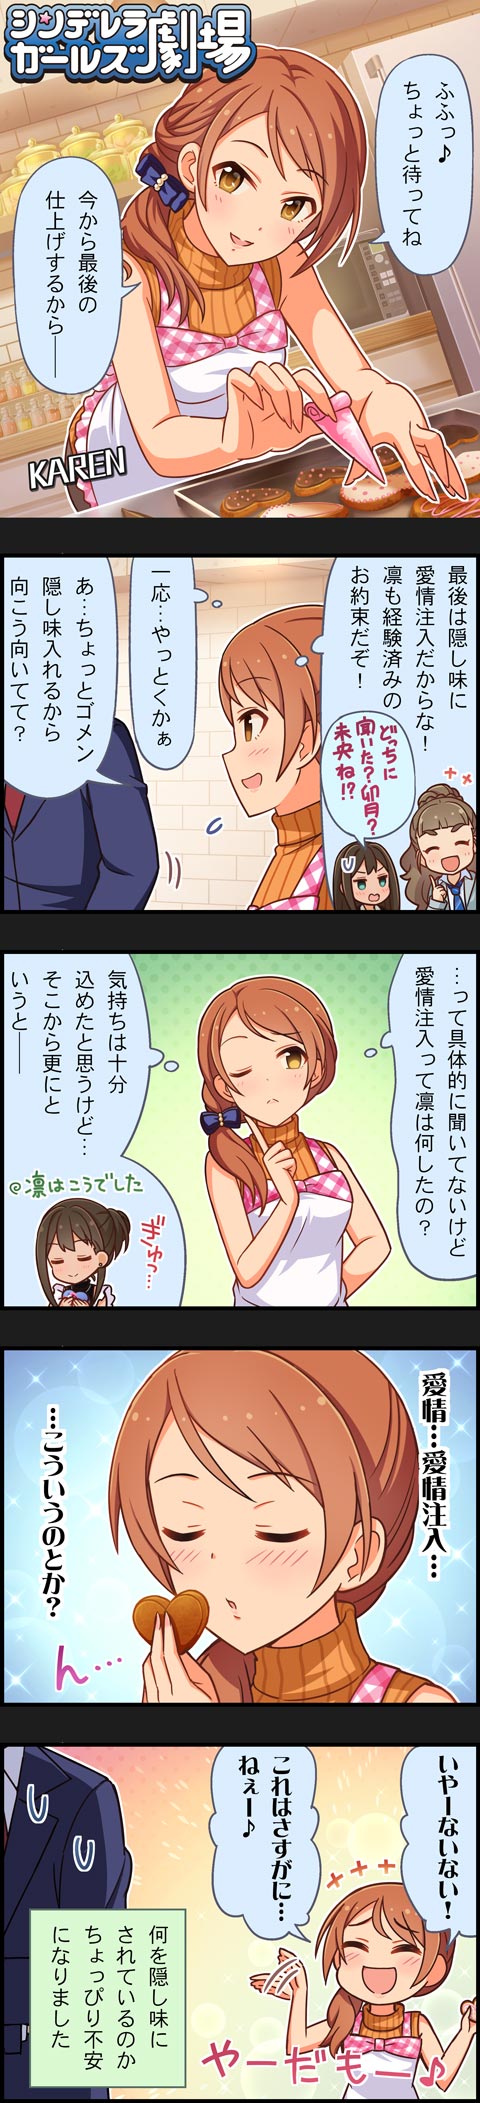 シンデレラ
ガールズ劇場
ふふっ♪
ちょっと待ってね
今から最後の
仕上げするから──
KAREN
最後は隠し味に
愛情注入だからな!
凛も経験済みの
お約束だぞ!
どっちに
聞いた?卯月?
未央ね!?
一応…やっとくかぁ
あ…ちょっとゴメン
隠し味入れるから
向こう向いてて?
…って具体的に聞いてないけど
愛情注入って凛は何したの?
気持ちは十分
込めたと思うけど…
そこから更にと
いうと──
@凛はこうでした
ぎゅっ…
愛情…愛情注入…
…こういうのとか?
ん…
いやーないない!
これはさすがに…
ねぇー♪
やーだもー♪
何を隠し味に
されているのか
ちょっぴり不安
になりました